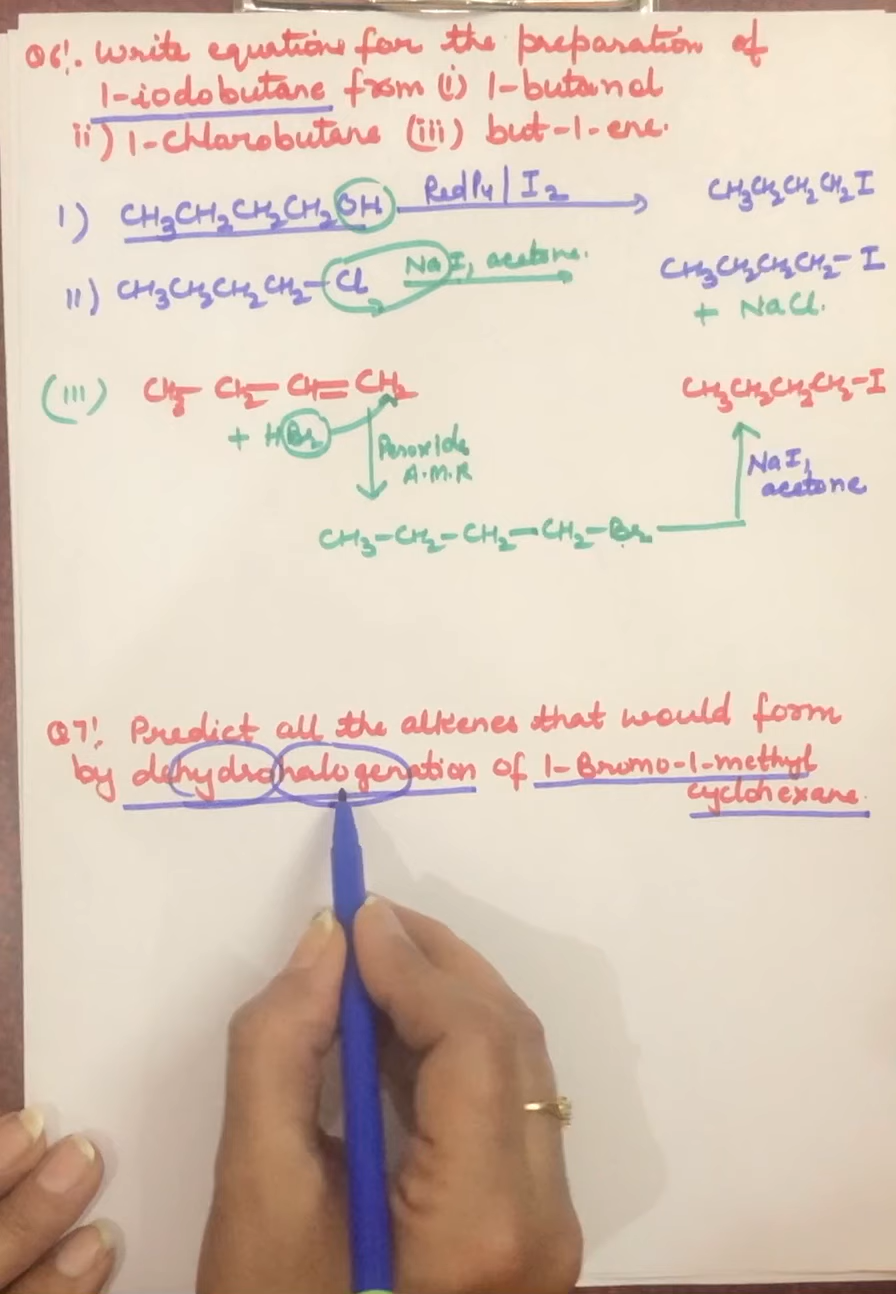 Q6!. Write equations for the preparation of
1-iodobutane from (i) 1-butanol
ii) 1-chlorobutane (iii) but-1-ene.
1) CH3CH2CH2CH2OH Red P4 / I2 CH3CH2CH2CH2I
11) CH3CH2CH2CH2-Cl NaI, acetone. CH3CH2CH2CH2-I
+ NaCl.
(111) CH3- CH2- CH=CH2 CH3CH2CH2CH2-I
+ HBr Peroxide A.M.R NaI, acetone
CH3-CH2-CH2-CH2-Br
Q7!. Predict all the alkenes that would form
by dehydrohalogenation of 1-Bromo-1-methyl
cyclohexane.